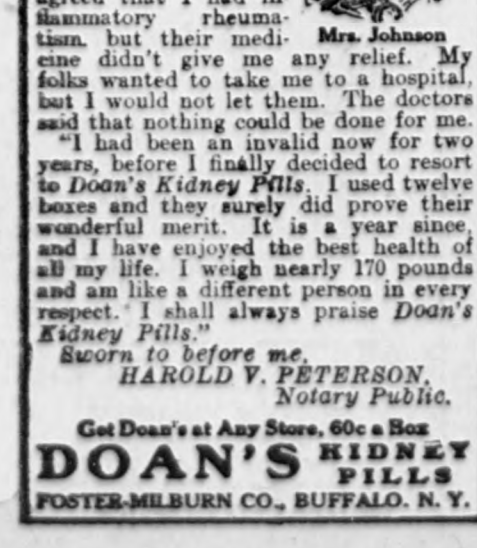 flammatory rheuma-
tism, but their medi-
Mrs. Johnson
cine didn't give me any relief. My
folks wanted to take me to a hospital,
but I would not let them. The doctors
said that nothing could be done for me.
"I had been an invalid now for two
years, before I finally decided to resort
to Doan's Kidney Pills. I used twelve
boxes and they surely did prove their
wonderful merit. It is a year since,
and I have enjoyed the best health of
all my life. I weigh nearly 170 pounds
and am like a different person in every
respect. I shall always praise Doan's
Kidney Pills."
Sworn to before me,
HAROLD V. PETERSON,
Notary Public.
Get Doan's at Any Store, 60c a Box
DOAN'S KIDNEY
PILLS
FOSTER-MILBURN CO., BUFFALO, N. Y.